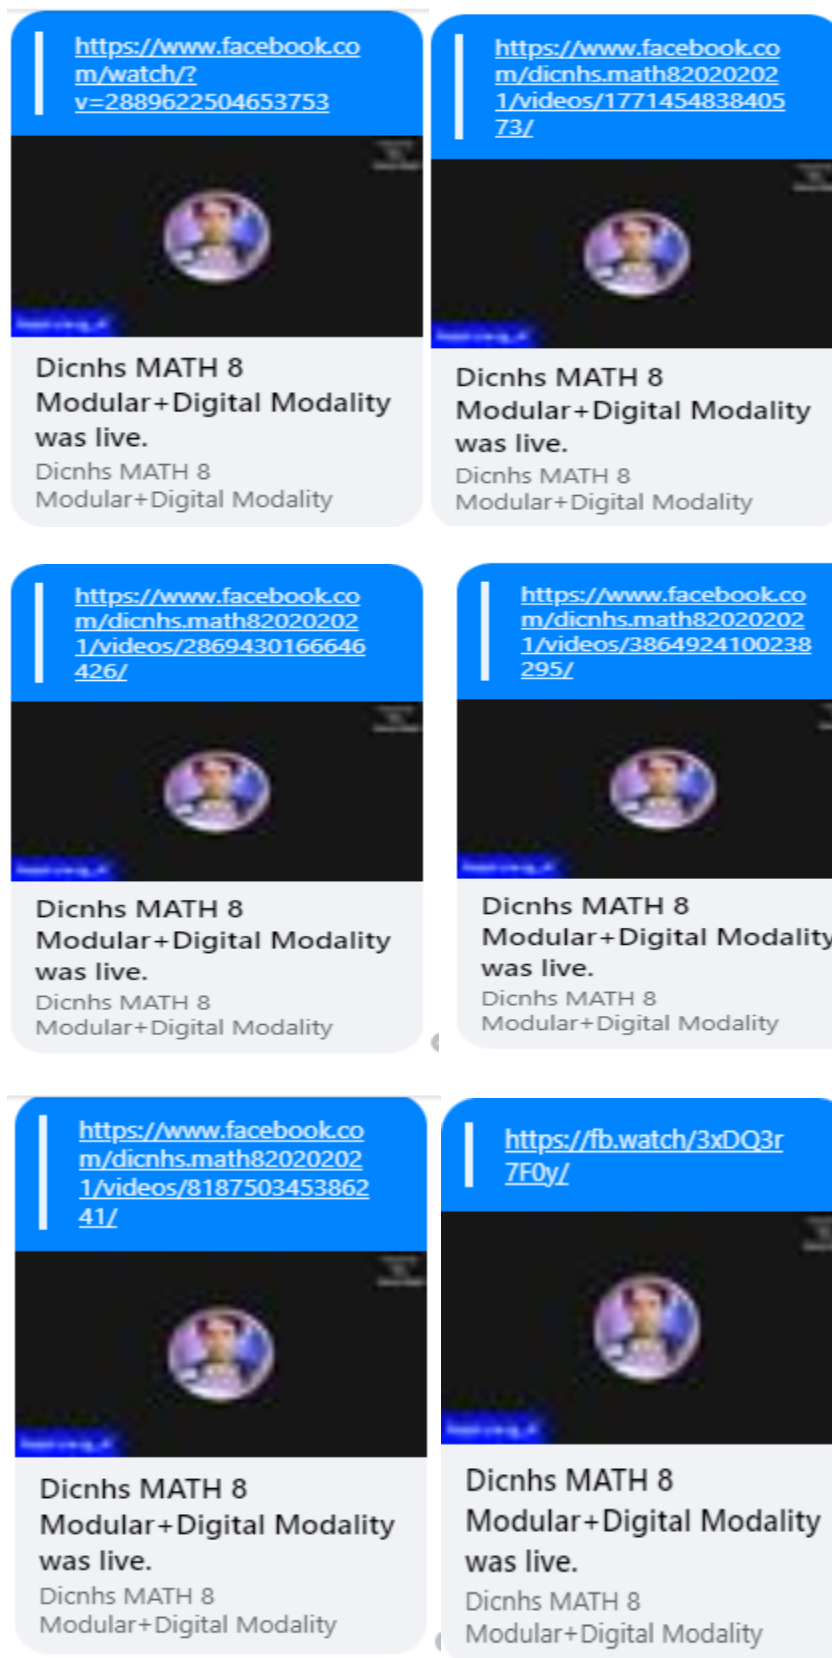 https://www.facebook.co
m/watch/?
v=2889622504653753
Dicnhs MATH 8
Modular+Digital Modality
was live.
Dicnhs MATH 8
Modular+Digital Modality
https://www.facebook.co
m/dicnhs.math82020202
1/videos/1771454838405
73/
Dicnhs MATH 8
Modular+Digital Modality
was live.
Dicnhs MATH 8
Modular+Digital Modality
https://www.facebook.co
m/dicnhs.math82020202
1/videos/2869430166646
426/
Dicnhs MATH 8
Modular+Digital Modality
was live.
Dicnhs MATH 8
Modular+Digital Modality
https://www.facebook.co
m/dicnhs.math82020202
1/videos/3864924100238
295/
Dicnhs MATH 8
Modular+Digital Modality
was live.
Dicnhs MATH 8
Modular+Digital Modality
https://www.facebook.co
m/dicnhs.math82020202
1/videos/8187503453862
41/
Dicnhs MATH 8
Modular+Digital Modality
was live.
Dicnhs MATH 8
Modular+Digital Modality
https://fb.watch/3xDQ3r
7F0y/
Dicnhs MATH 8
Modular+Digital Modality
was live.
Dicnhs MATH 8
Modular+Digital Modality